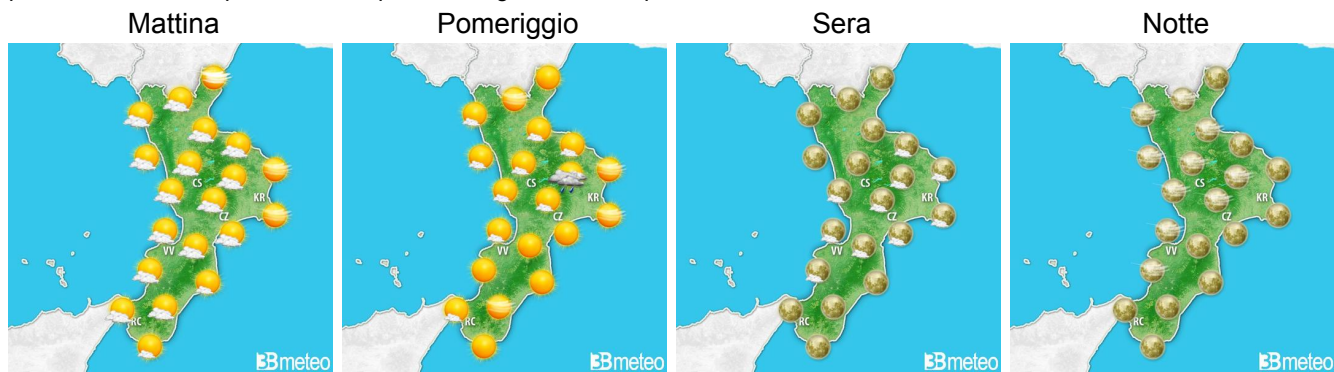 Mattina
Pomeriggio
Sera
Notte
CS
KR
CZ
VV
RC
3Bmeteo
CS
KR
CZ
VV
RC
3Bmeteo
CS
KR
CZ
VV
RC
3Bmeteo
CS
KR
CZ
VV
RC
3Bmeteo